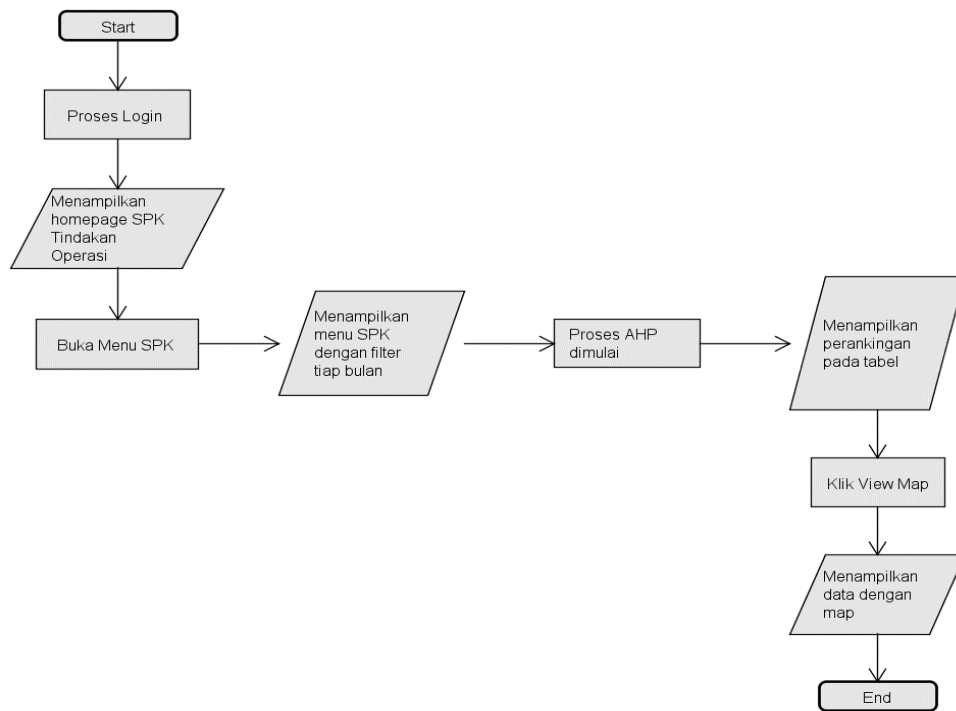 Start
Proses Login
Menampilkan
homepage SPK
Tindakan
Operasi
Buka Menu SPK
Menampilkan
menu SPK
dengan filter
tiap bulan
Proses AHP
dimulai
Menampilkan
perankingan
pada tabel
Klik View Map
Menampilkan
data dengan
map
End